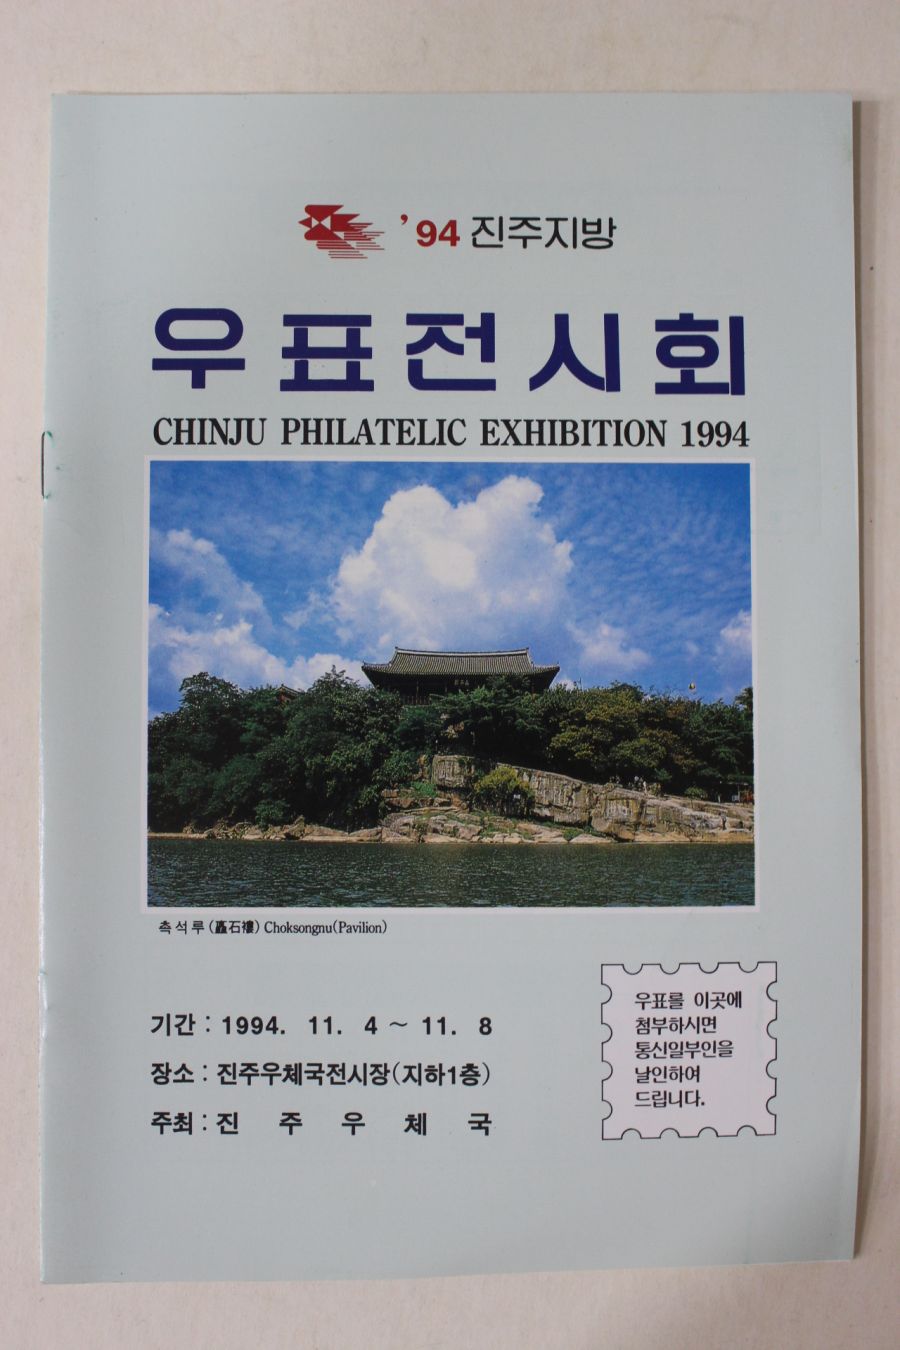 ’94 진주지방
우표전시회
CHINJU PHILATELIC EXHIBITION 1994
촉석루(矗石樓) Choksongnu(Pavilion)
기간 : 1994. 11. 4 ~ 11. 8
장소 : 진주우체국전시장(지하1층)
주최 : 진 주 우 체 국
우표를 이곳에
첨부하시면
통신일부인을
날인하여
드립니다.